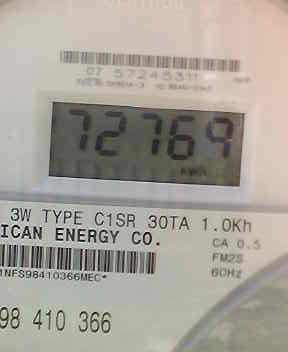 07 57245311
72769
3W TYPE C1SR 30TA 1.0Kh
ICAN ENERGY CO.
CA 0.5
FM2S
60Hz
1NFS98410366MEC*
98 410 366